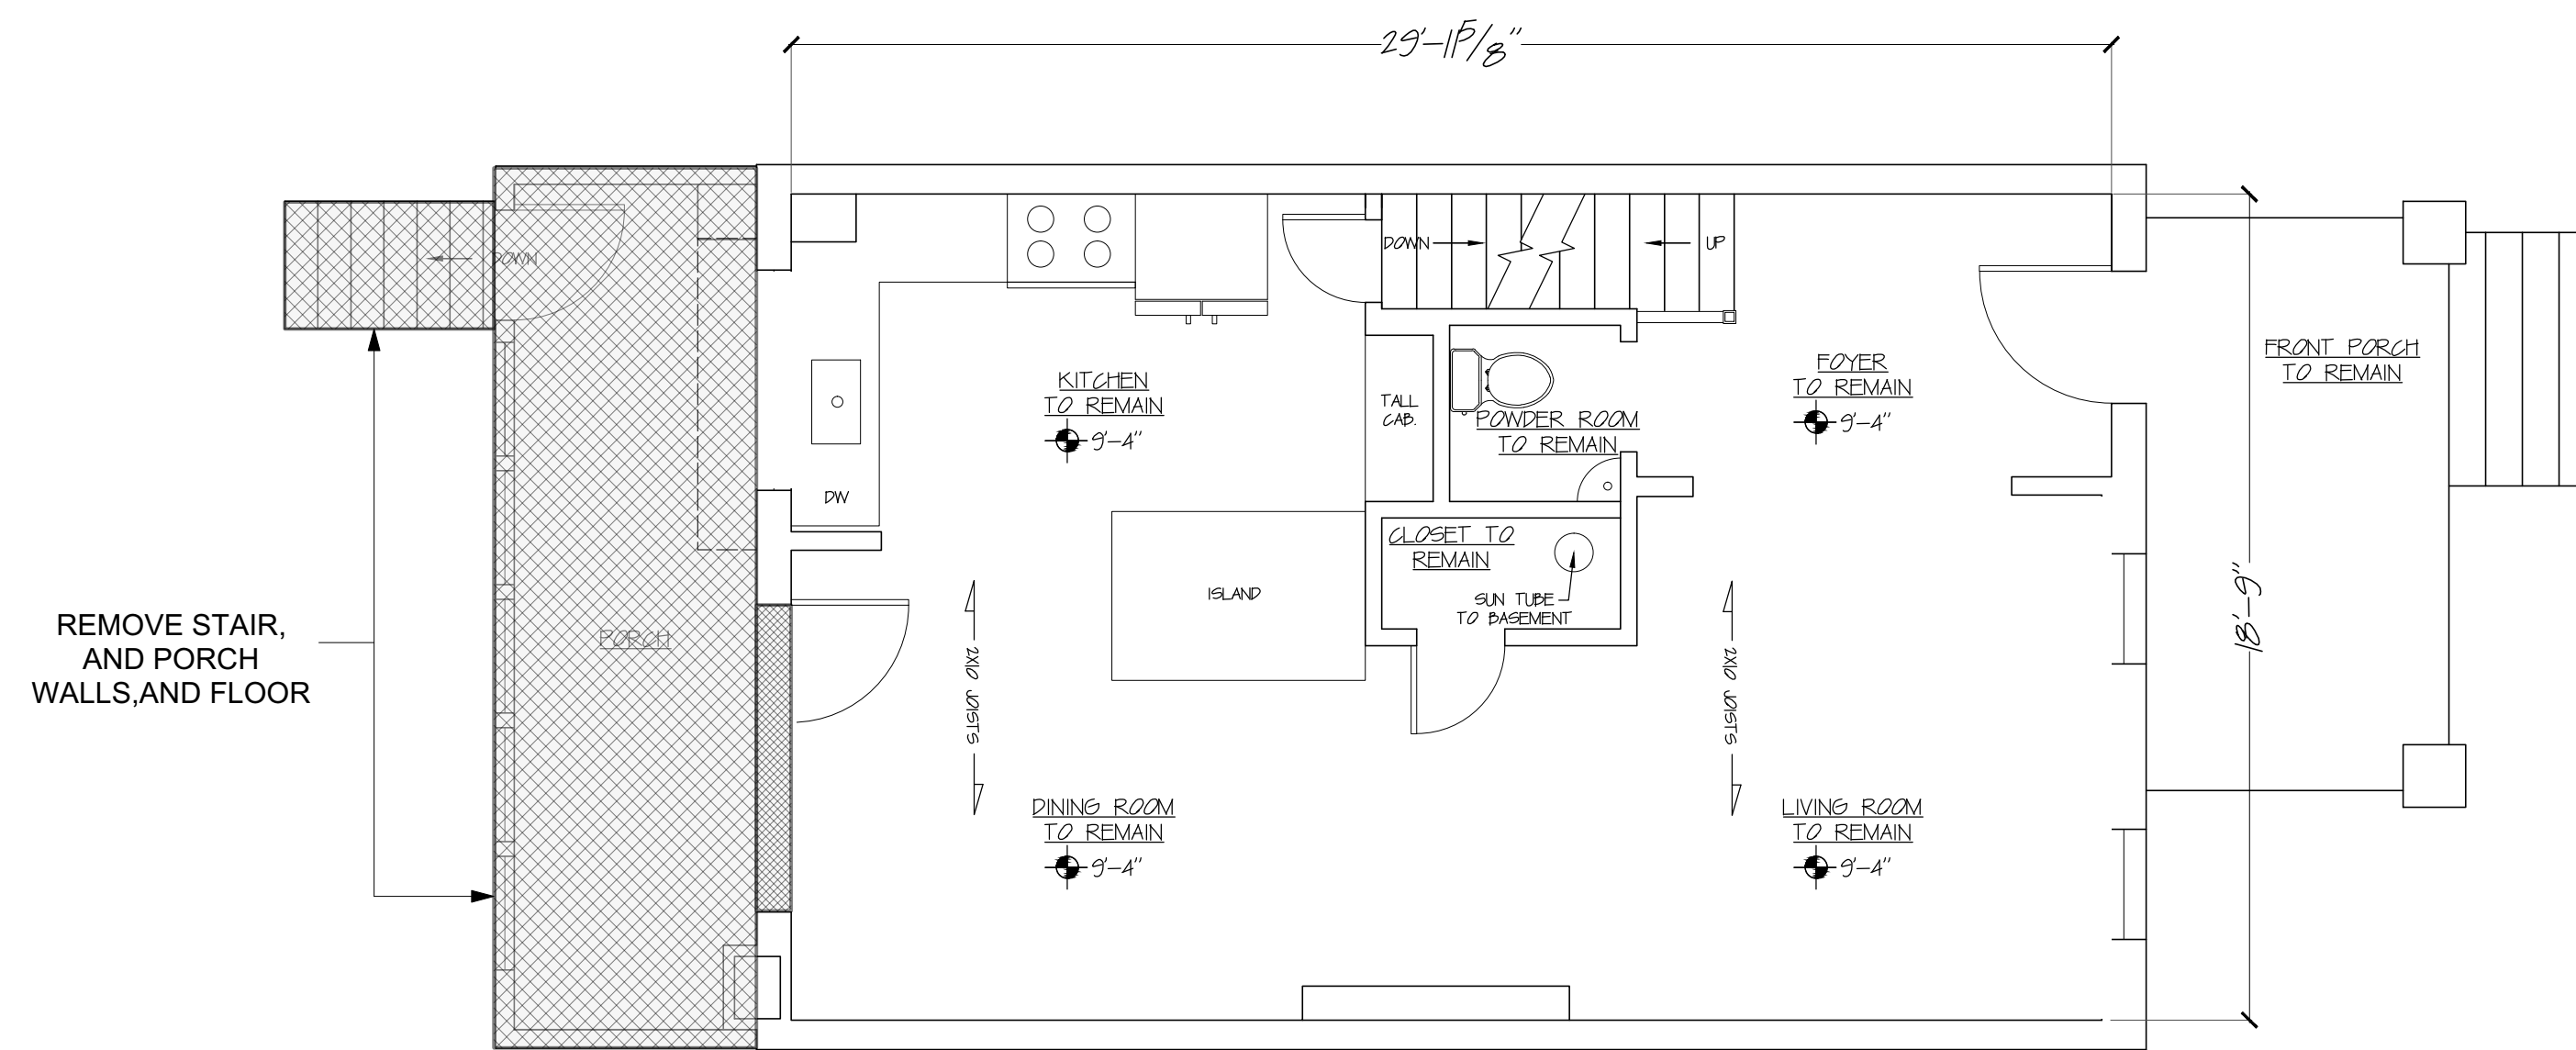 29'-11 5/8"
DOWN
UP
DOWN
FOYER
TO REMAIN
9'-4"
FRONT PORCH
TO REMAIN
KITCHEN
TO REMAIN
9'-4"
TALL
CAB.
POWDER ROOM
TO REMAIN
DW
CLOSET TO
REMAIN
ISLAND
SUN TUBE
TO BASEMENT
18'-9"
REMOVE STAIR,
AND PORCH
WALLS,AND FLOOR
PORCH
2X10 JOISTS
2X10 JOISTS
DINING ROOM
TO REMAIN
9'-4"
LIVING ROOM
TO REMAIN
9'-4"